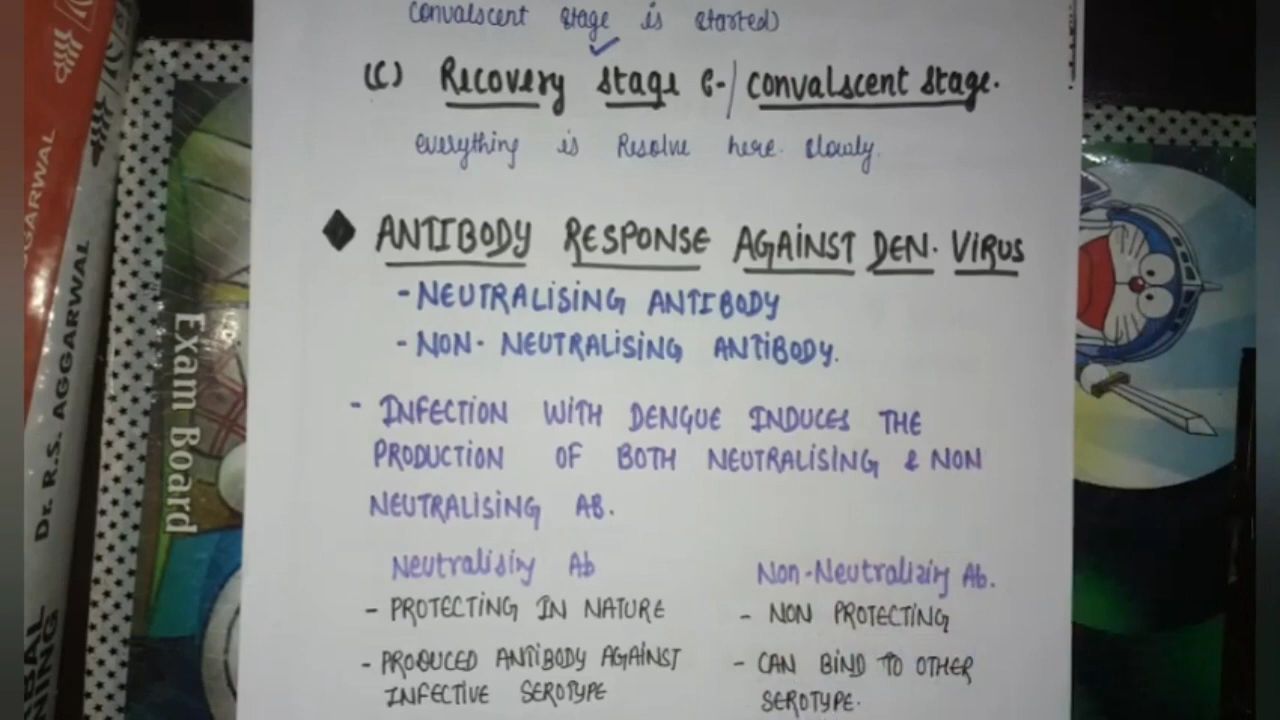 convalscent stage is started
(C) Recovery stage :-/convalscent stage.
everything is Resolve here slowly.
◆ ANTIBODY RESPONSE AGAINST DEN. VIRUS
- NEUTRALISING ANTIBODY
- NON- NEUTRALISING ANTIBODY.
- INFECTION WITH DENGUE INDUCES THE
PRODUCTION OF BOTH NEUTRALISING & NON
NEUTRALISING AB.
Neutralising Ab
- PROTECTING IN NATURE
- PRODUCED ANTIBODY AGAINST
INFECTIVE SEROTYPE
Non-Neutralizing Ab.
- NON PROTECTING
- CAN BIND TO OTHER
SEROTYPE.
GARWAL
Dr. R.S. AGGARWAL
Exam Board